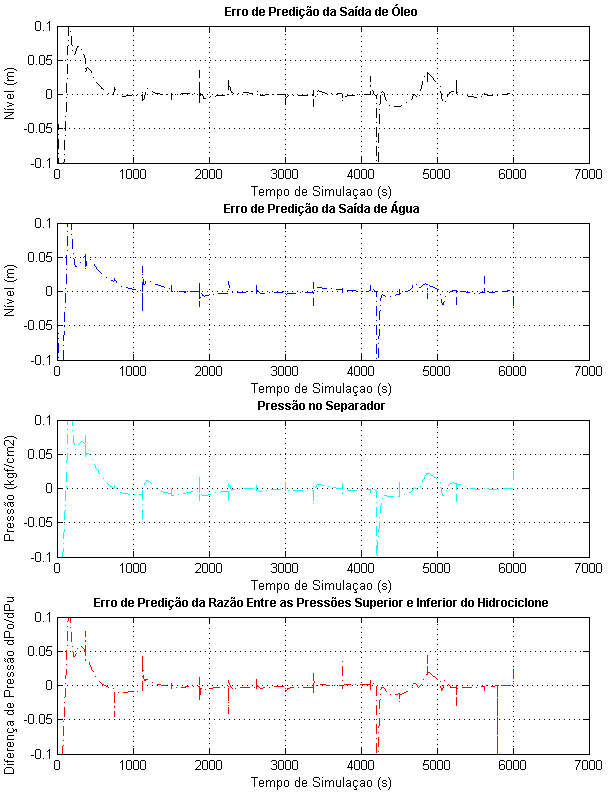 Erro de Predição da Saída de Óleo
0.1
0.05
0
-0.05
-0.1
Nível (m)
0 1000 2000 3000 4000 5000 6000 7000
Tempo de Simulaçao (s)
Erro de Predição da Saída de Água
0.1
0.05
0
-0.05
-0.1
Nível (m)
0 1000 2000 3000 4000 5000 6000 7000
Tempo de Simulaçao (s)
Pressão no Separador
0.1
0.05
0
-0.05
-0.1
Pressão (kgf/cm2)
0 1000 2000 3000 4000 5000 6000 7000
Tempo de Simulaçao (s)
Erro de Predição da Razão Entre as Pressões Superior e Inferior do Hidrociclone
0.1
0.05
0
-0.05
-0.1
Diferença de Pressão dPo/dPu
0 1000 2000 3000 4000 5000 6000 7000
Tempo de Simulaçao (s)